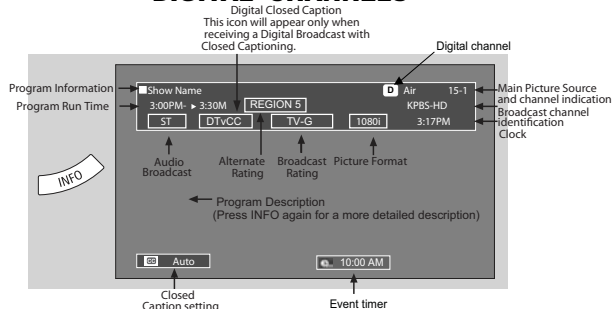 DIGITAL CHANNELS
Digital Closed Caption
This icon will appear only when
receiving a Digital Broadcast with
Closed Captioning.
Digital channel
Program Information
Show Name
D Air 15-1
Main Picture Source
and channel indication
Program Run Time
3:00PM- ▸ 3:30M
REGION 5
KPBS-HD
Broadcast channel
identification
ST
DTvCC
TV-G
1080i
3:17PM
Clock
Audio
Broadcast
Alternate
Rating
Broadcast
Rating
Picture Format
INFO
Program Description
(Press INFO again for a more detailed description)
CC Auto
10:00 AM
Closed
Caption setting
Event timer